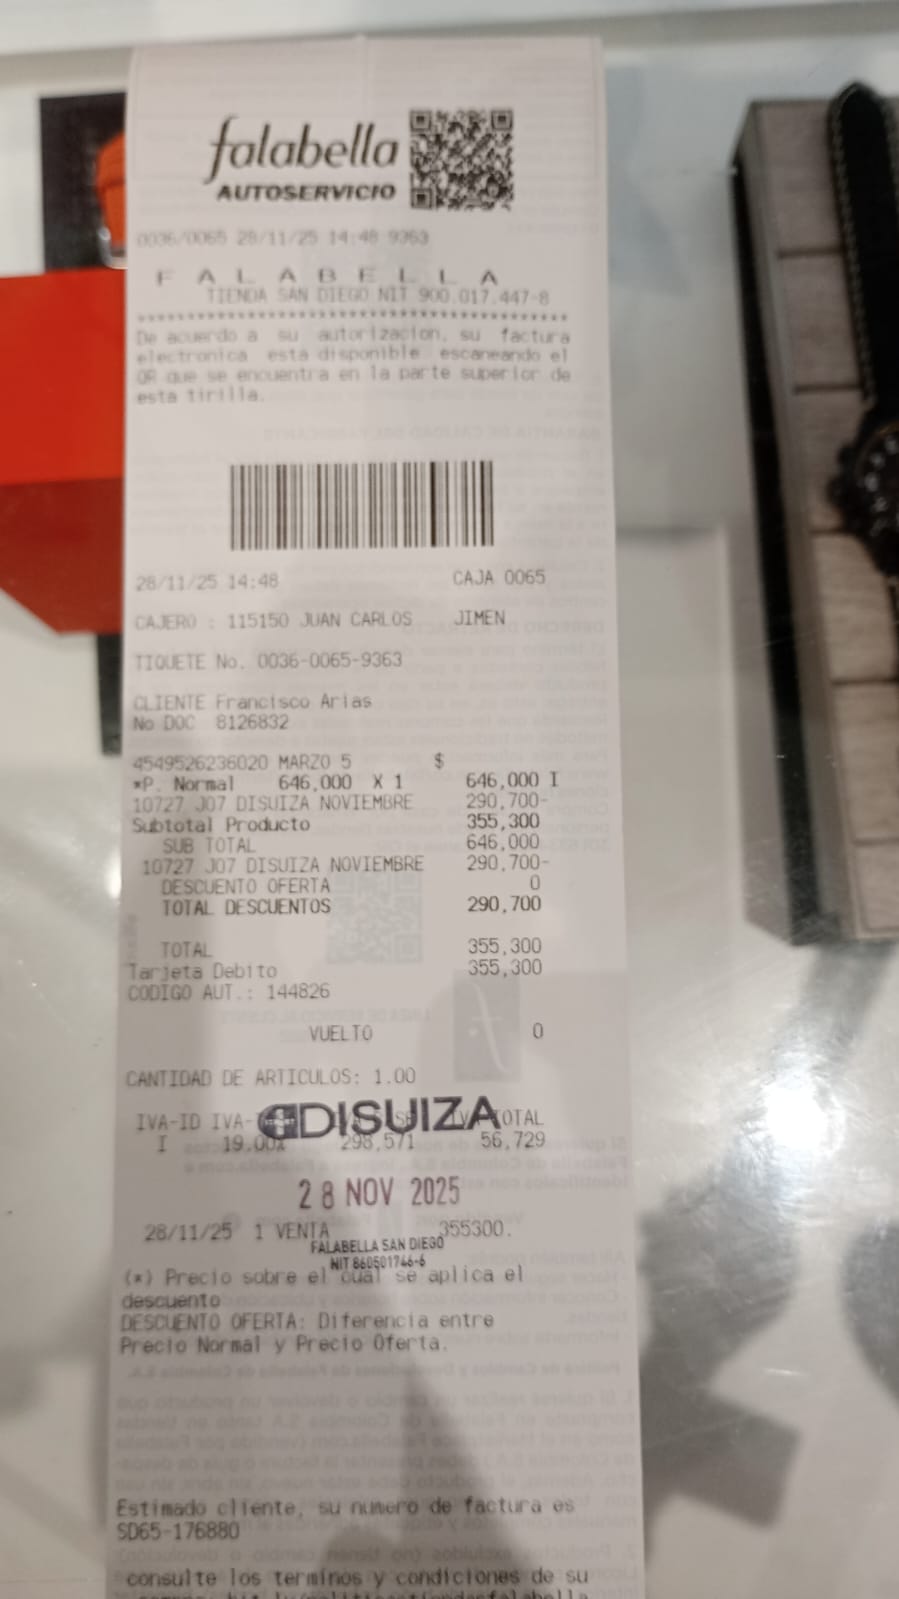 falabella
AUTOSERVICIO
0036/0065 28/11/25 14:48 9363
F A L A B E L L A
TIENDA SAN DIEGO NIT 900.017.447-8
De acuerdo a su autorizacion, su factura
electronica esta disponible escaneando el
QR que se encuentra en la parte superior de
esta tirilla.
28/11/25 14:48 CAJA 0065
CAJERO : 115150 JUAN CARLOS JIMEN
TIQUETE No. 0036-0065-9363
CLIENTE Francisco Arias
No DOC 8126832
4549526236020 MARZO 5 $
*P. Normal 646,000 X 1 646,000 I
10727 J07 DISUIZA NOVIEMBRE 290,700-
Subtotal Producto 355,300
SUB TOTAL 646,000
10727 J07 DISUIZA NOVIEMBRE 290,700-
DESCUENTO OFERTA 0
TOTAL DESCUENTOS 290,700
TOTAL 355,300
Tarjeta Debito 355,300
CODIGO AUT.: 144826
VUELTO 0
CANTIDAD DE ARTICULOS: 1.00
DISUIZA
IVA-ID IVA- TOTAL
I 19.00% 298,571 56,729
28 NOV 2025
28/11/25 1 VENTA 355300.
FALABELLA SAN DIEGO
NIT 860501746-6
(*) Precio sobre el cual se aplica el
descuento
DESCUENTO OFERTA: Diferencia entre
Precio Normal y Precio Oferta.
Estimado cliente, su numero de factura es
SD65-176880
consulte los terminos y condiciones de su